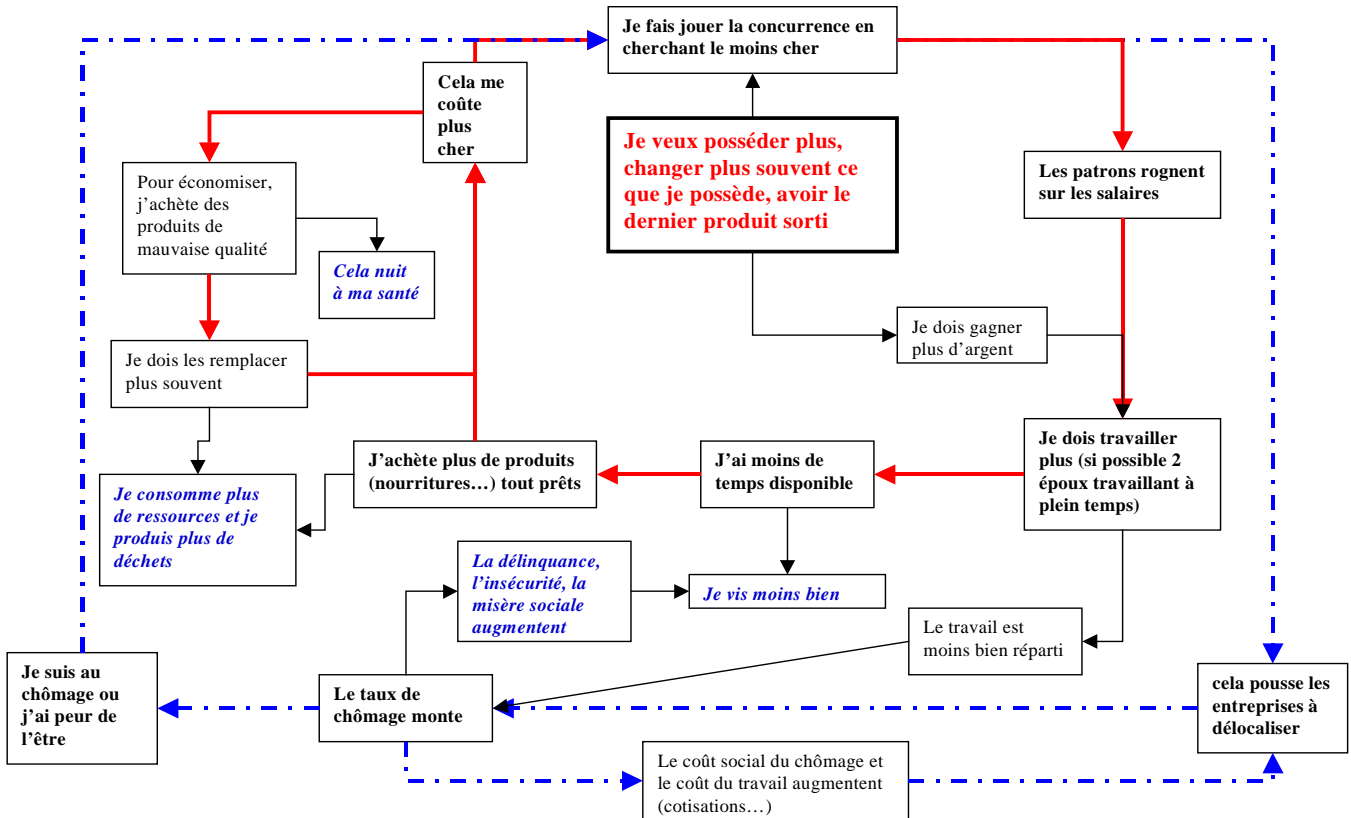 Je fais jouer la concurrence en
cherchant le moins cher
Cela me
coûte
plus
cher
Je veux posséder plus,
changer plus souvent ce
que je possède, avoir le
dernier produit sorti
Les patrons rognent
sur les salaires
Pour économiser,
j’achète des
produits de
mauvaise qualité
Cela nuit
à ma santé
Je dois gagner
plus d’argent
Je dois les remplacer
plus souvent
J’achète plus de produits
(nourritures…) tout prêts
J’ai moins de
temps disponible
Je dois travailler
plus (si possible 2
époux travaillant à
plein temps)
Je consomme plus
de ressources et je
produis plus de
déchets
La délinquance,
l’insécurité, la
misère sociale
augmentent
Je vis moins bien
Le travail est
moins bien réparti
Je suis au
chômage ou
j’ai peur de
l’être
Le taux de
chômage monte
cela pousse les
entreprises à
délocaliser
Le coût social du chômage et
le coût du travail augmentent
(cotisations…)